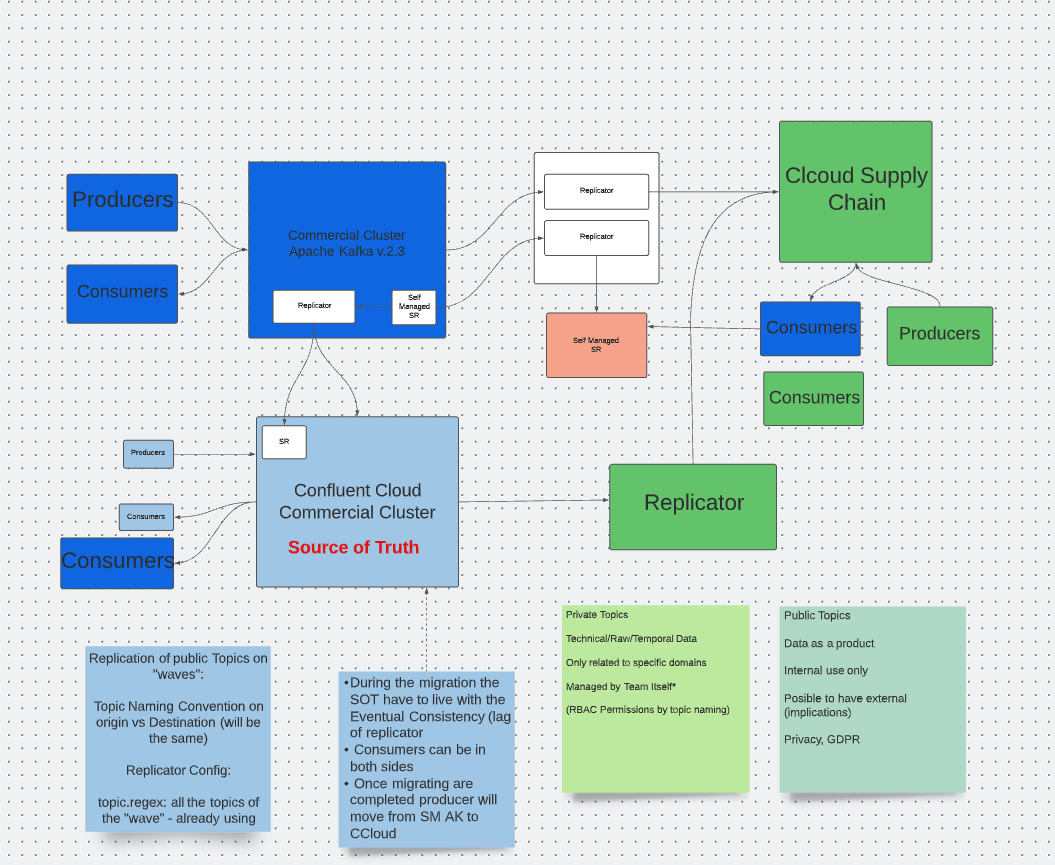 Producers
Consumers
Commercial Cluster
Apache Kafka v.2.3
Replicator
Self
Managed
SR
Replicator
Replicator
Self Managed
SR
Clcoud Supply
Chain
Consumers
Producers
Consumers
Producers
Consumers
Consumers
SR
Confluent Cloud
Commercial Cluster
Source of Truth
Replicator
Replication of public Topics on
"waves":
Topic Naming Convention on
origin vs Destination (will be
the same)
Replicator Config:
topic.regex: all the topics of
the "wave" - already using
•During the migration the
SOT have to live with the
Eventual Consistency (lag
of replicator
• Consumers can be in
both sides
• Once migrating are
completed producer will
move from SM AK to
CCloud
Private Topics
Technical/Raw/Temporal Data
Only related to specific domains
Managed by Team Itself*
(RBAC Permissions by topic naming)
Public Topics
Data as a product
Internal use only
Posible to have external
(implications)
Privacy, GDPR